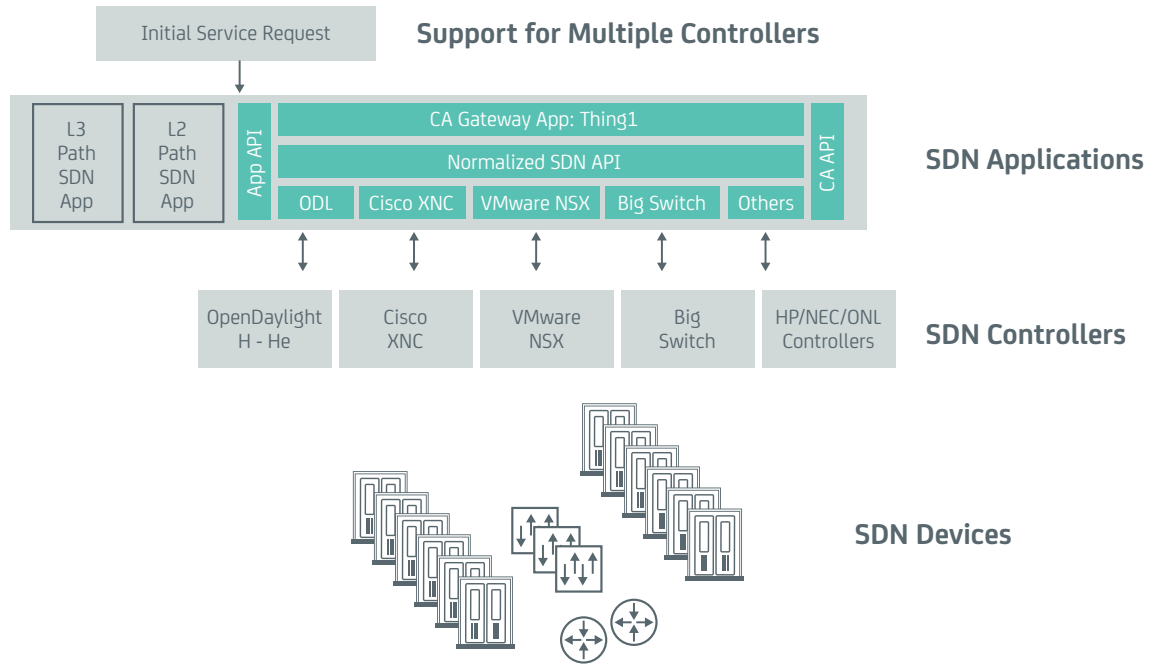 Initial Service Request
Support for Multiple Controllers
L3
Path
SDN
App
L2
Path
SDN
App
App API
CA Gateway App: Thing1
Normalized SDN API
ODL
Cisco XNC
VMware NSX
Big Switch
Others
CA API
SDN Applications
OpenDaylight
H - He
Cisco
XNC
VMware
NSX
Big
Switch
HP/NEC/ONL
Controllers
SDN Controllers
SDN Devices